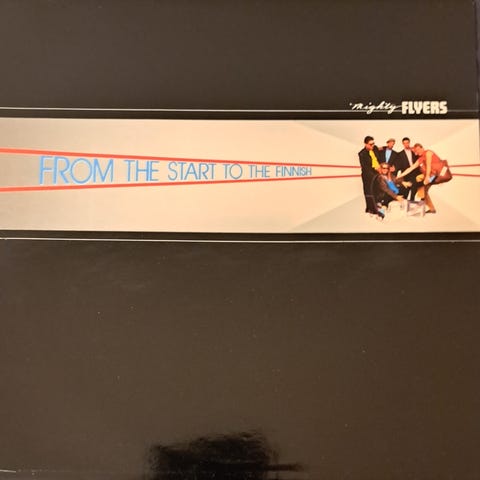 mighty FLYERS
FROM THE START TO THE FINNISH